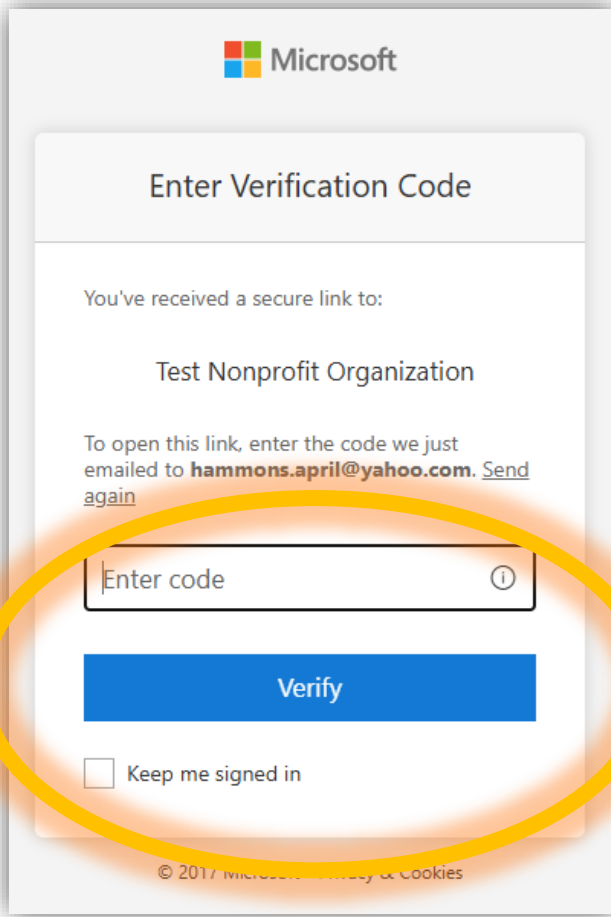 Microsoft
Enter Verification Code
You've received a secure link to:
Test Nonprofit Organization
To open this link, enter the code we just
emailed to hammons.april@yahoo.com. Send
again
Enter code
Verify
Keep me signed in
© 2017 Microsoft Privacy & Cookies